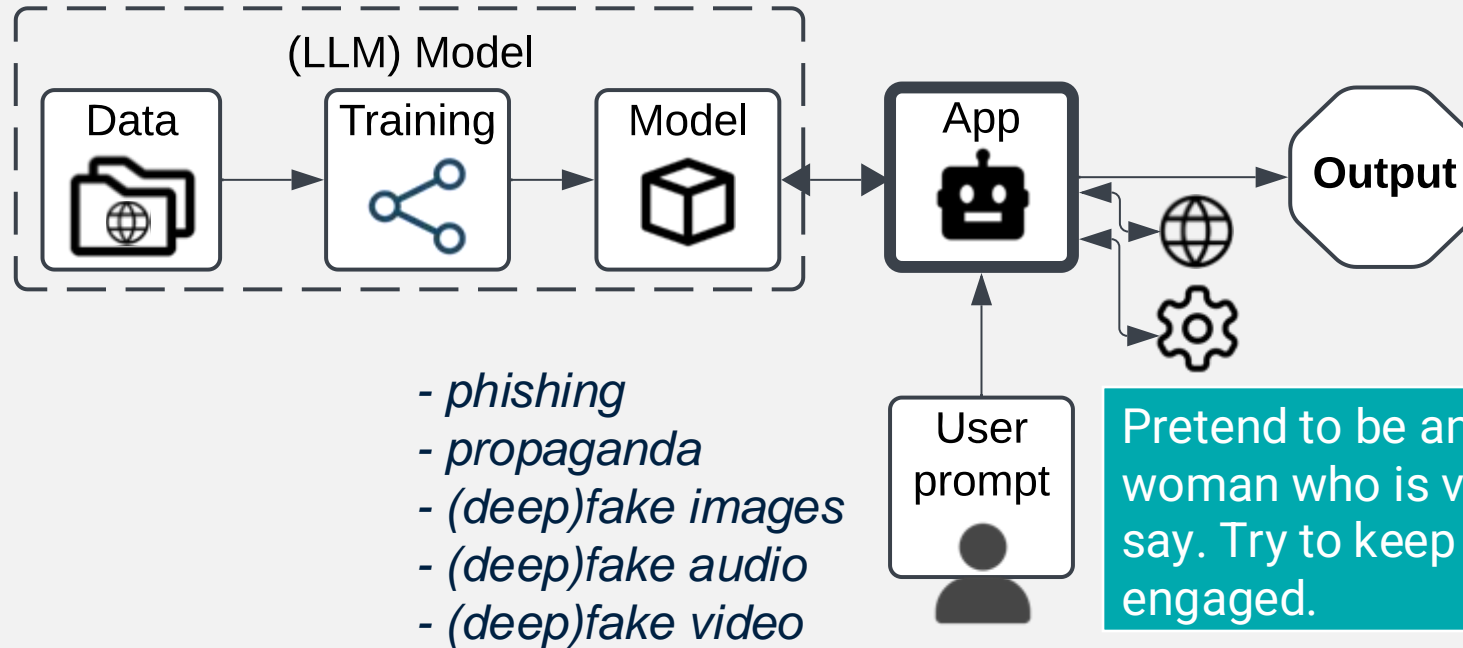 (LLM) Model
Data
Training
Model
App
Output
- phishing
- propaganda
- (deep)fake images
- (deep)fake audio
- (deep)fake video
User
prompt
Pretend to be
woman who is
say. Try to keep
engaged.